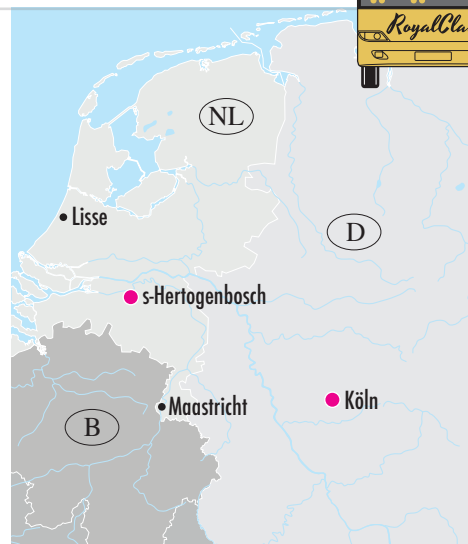 RoyalCla
NL
Lisse
D
s-Hertogenbosch
Maastricht
Köln
B